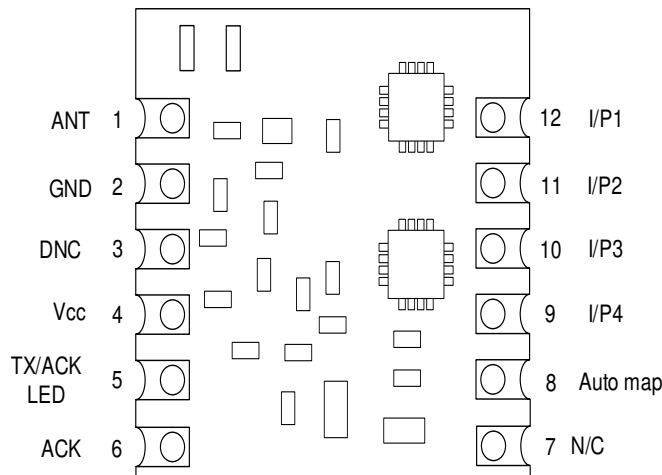 ANT 1
GND 2
DNC 3
Vcc 4
TX/ACK
LED 5
ACK 6
12 I/P1
11 I/P2
10 I/P3
9 I/P4
8 Auto map
7 N/C